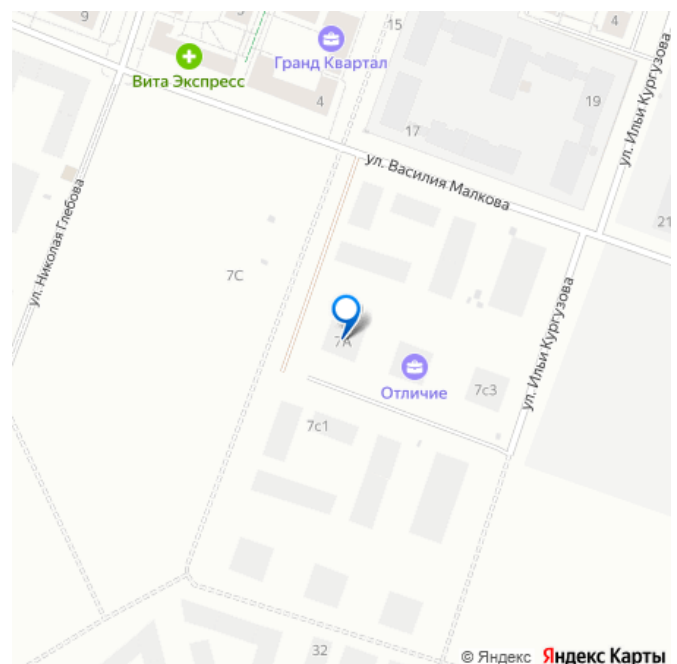 9
15
4
Гранд Квартал
Вита Экспресс
4
17
19
ул. Ильи Кургузова
ул. Василия Малкова
21
ул. Николая Глебова
7С
7А
Отличие
7с3
ул. Ильи Кургузова
7с1
32
© Яндекс Яндекс Карты